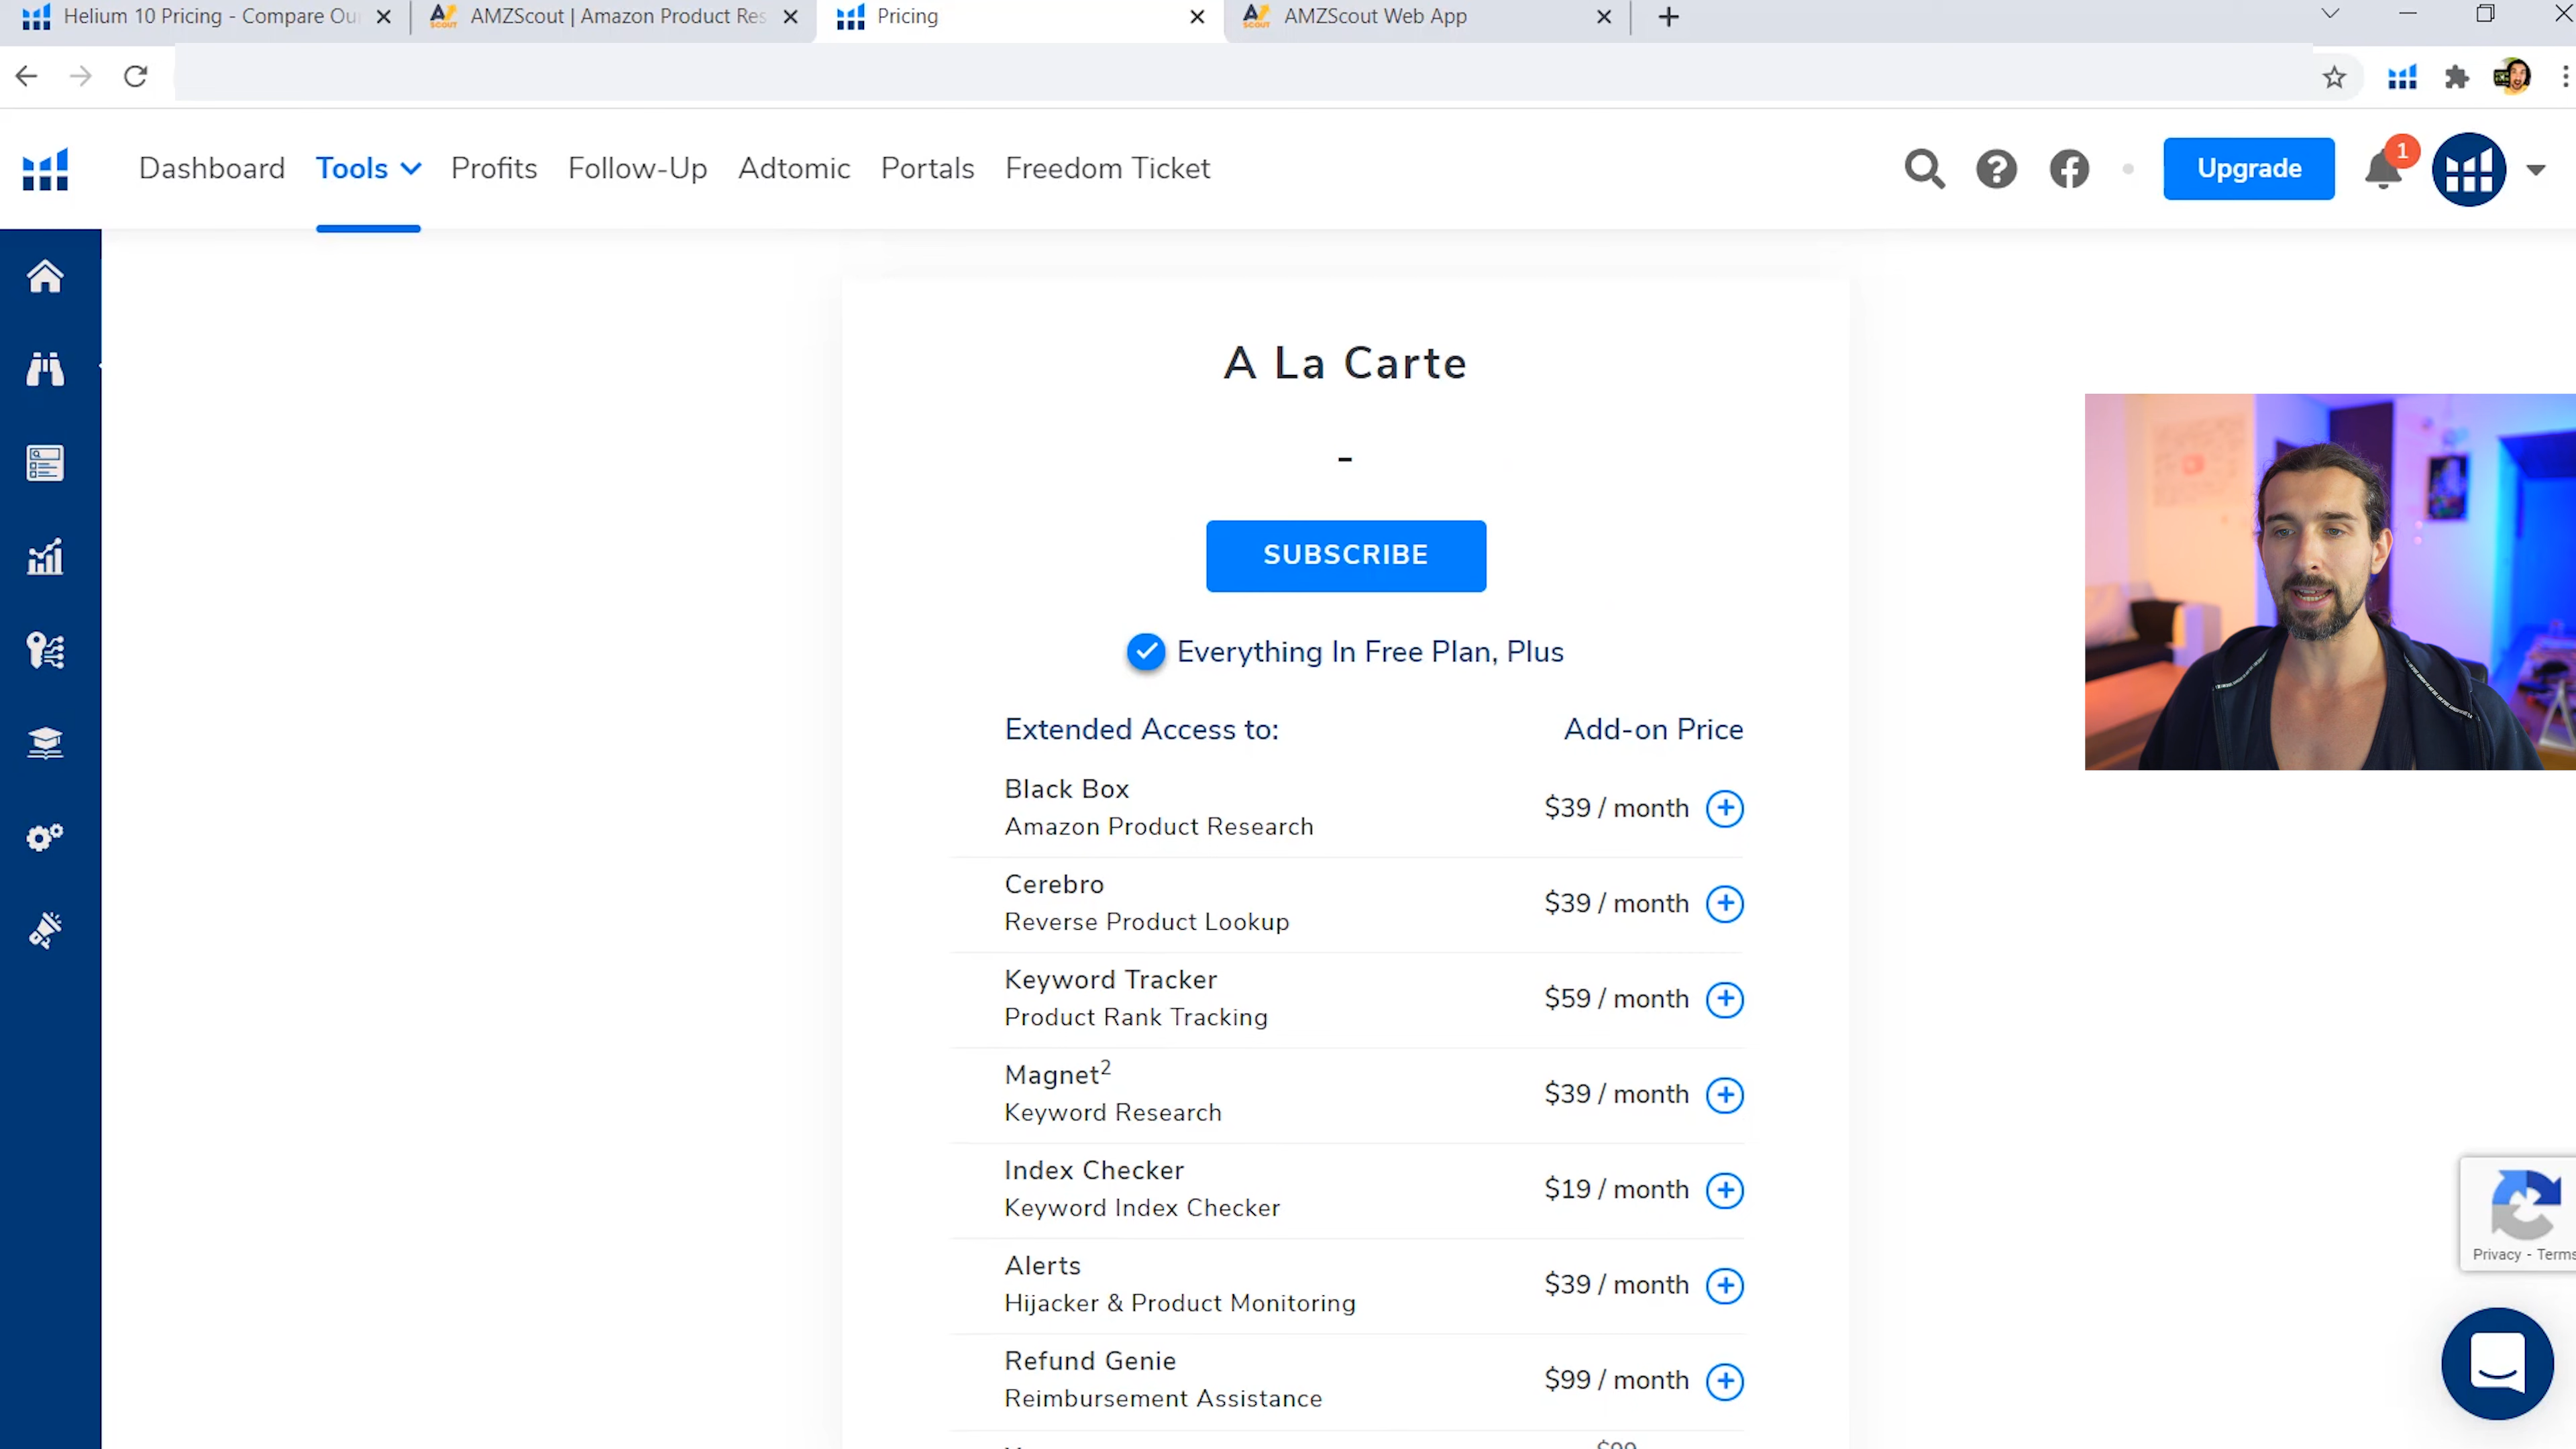 Helium 10 Pricing - Compare Ou
AMZScout | Amazon Product Res
Pricing
AMZScout Web App
Dashboard
Tools
Profits
Follow-Up
Adtomic
Portals
Freedom Ticket
Upgrade
1
A La Carte
-
SUBSCRIBE
Everything In Free Plan, Plus
Extended Access to: Add-on Price
Black Box
Amazon Product Research
$39 / month
Cerebro
Reverse Product Lookup
$39 / month
Keyword Tracker
Product Rank Tracking
$59 / month
Magnet²
Keyword Research
$39 / month
Index Checker
Keyword Index Checker
$19 / month
Alerts
Hijacker & Product Monitoring
$39 / month
Refund Genie
Reimbursement Assistance
$99 / month
Privacy - Terms